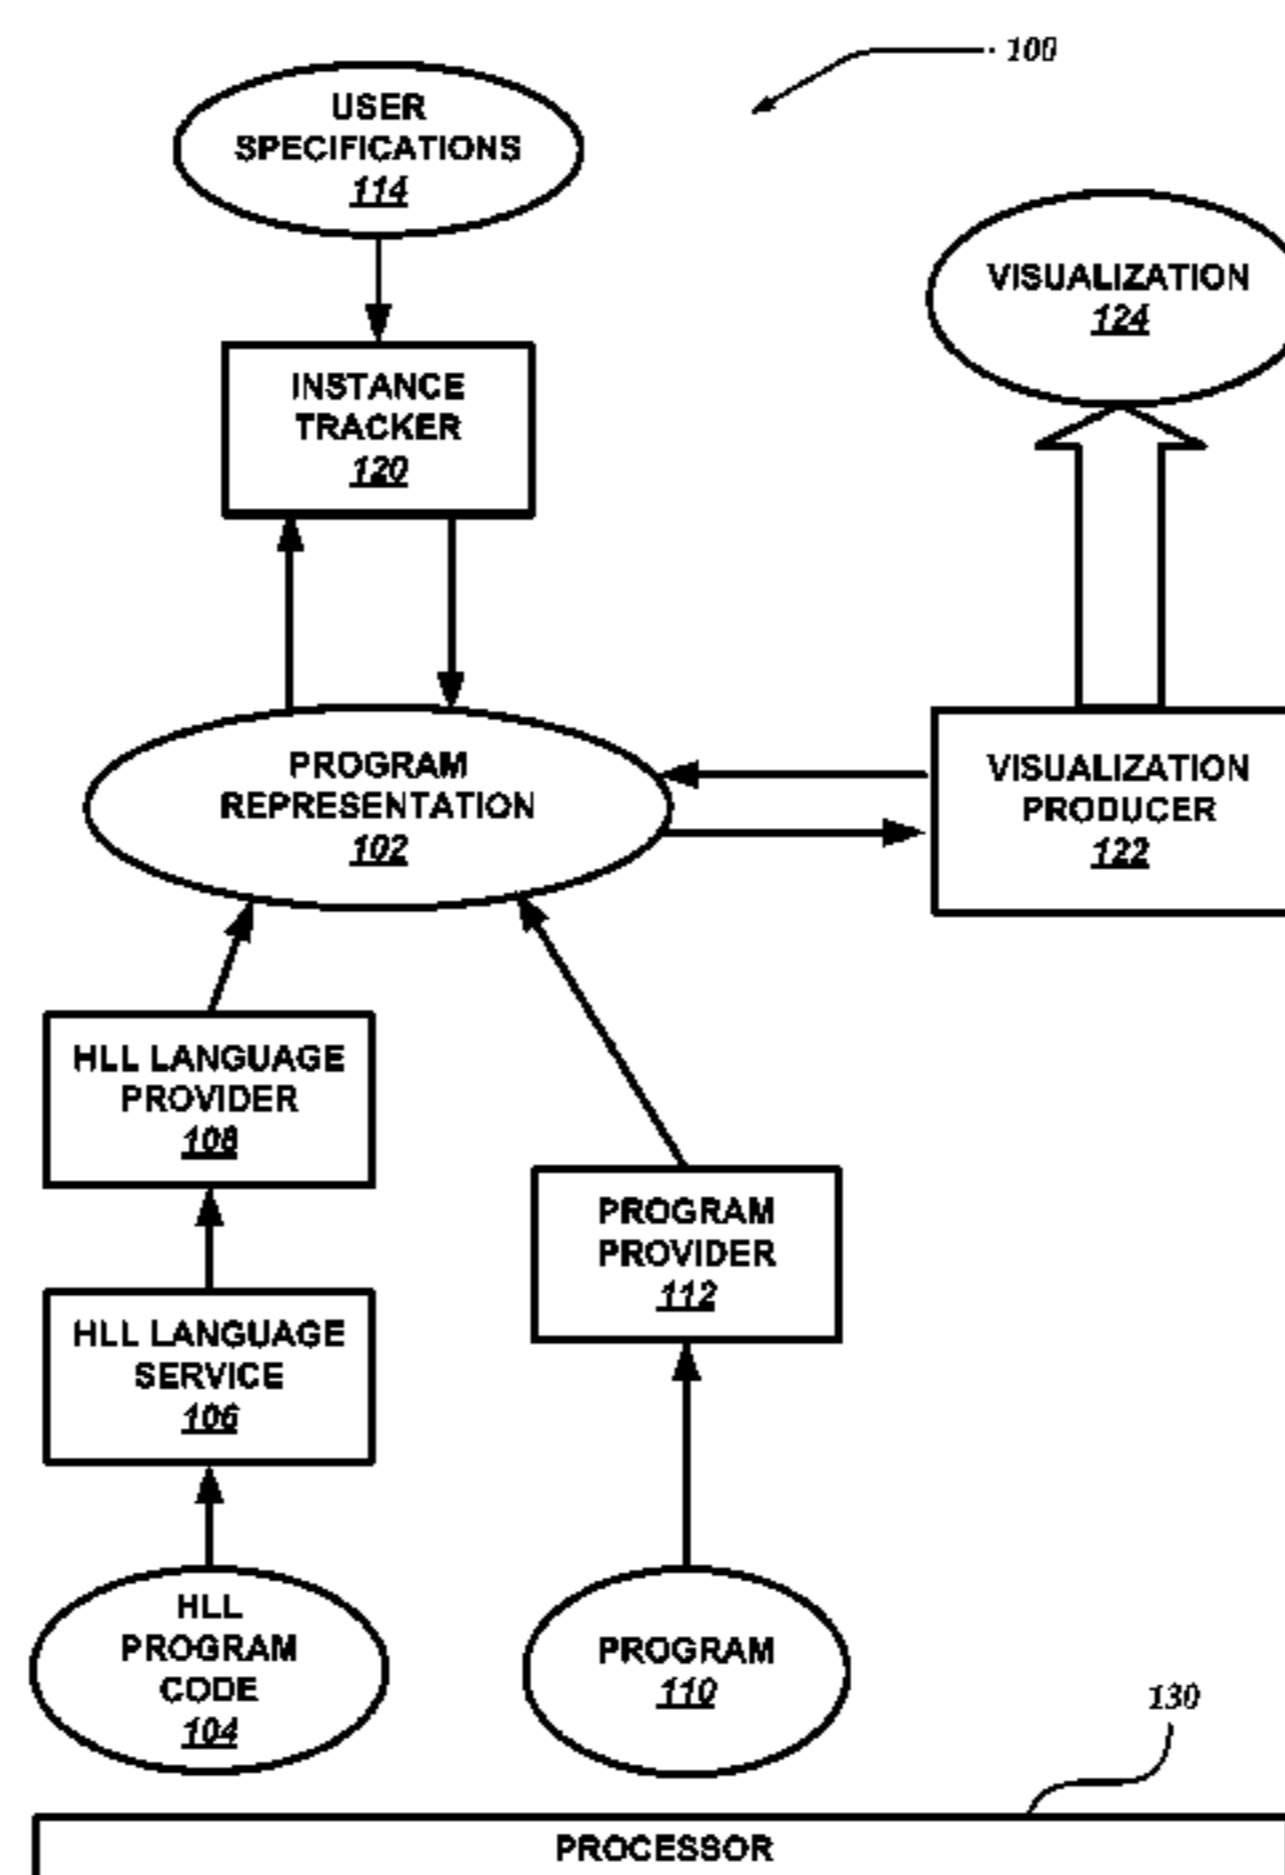 100
USER
SPECIFICATIONS
114
VISUALIZATION
124
INSTANCE
TRACKER
120
PROGRAM
REPRESENTATION
102
VISUALIZATION
PRODUCER
122
HLL LANGUAGE
PROVIDER
108
PROGRAM
PROVIDER
112
HLL LANGUAGE
SERVICE
106
HLL
PROGRAM
CODE
104
PROGRAM
110
130
PROCESSOR